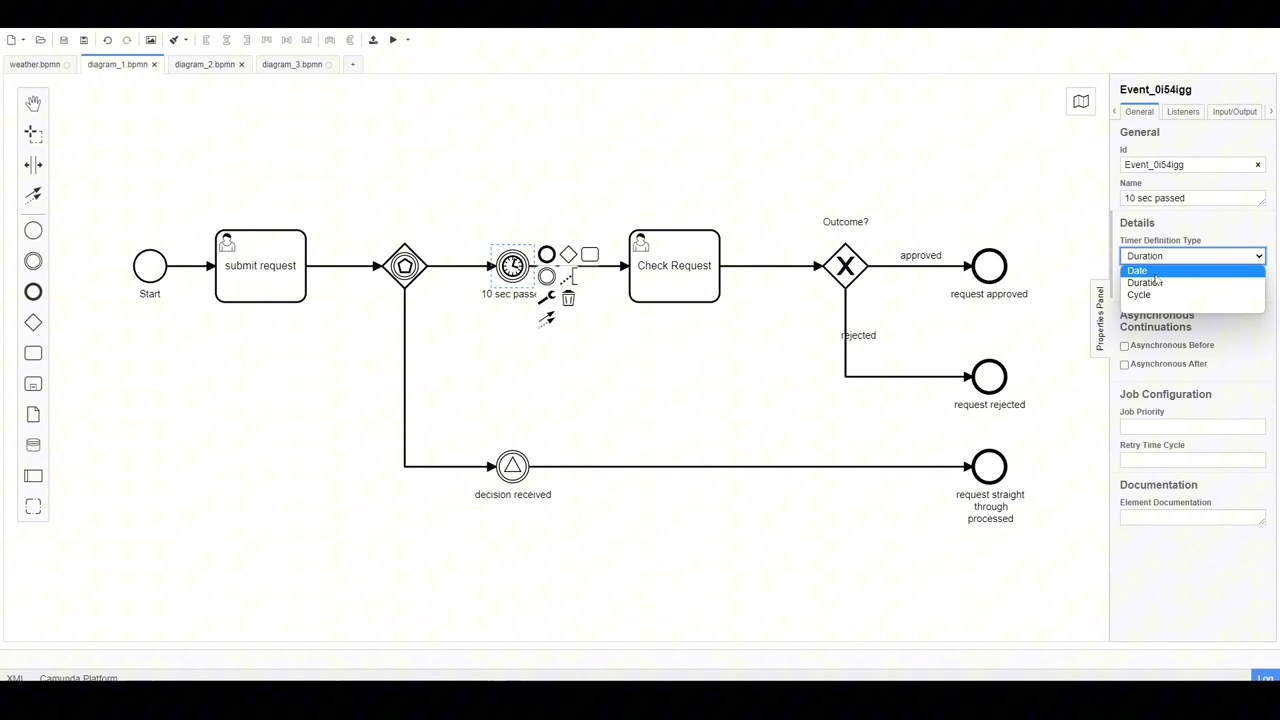 weather.bpmn
diagram_1.bpmn
diagram_2.bpmn
diagram_3.bpmn
+
Event_0i54igg
General
Listeners
Input/Output
General
Id
Event_0i54igg
Name
10 sec passed
Details
Timer Definition Type
Duration
Date
Duration
Cycle
Asynchronous
Continuations
Asynchronous Before
Asynchronous After
Job Configuration
Job Priority
Retry Time Cycle
Documentation
Element Documentation
Properties Panel
Outcome?
submit request
Check Request
approved
Start
10 sec passe
request approved
rejected
request rejected
decision received
request straight
through
processed
XML
Camunda Platform
Log